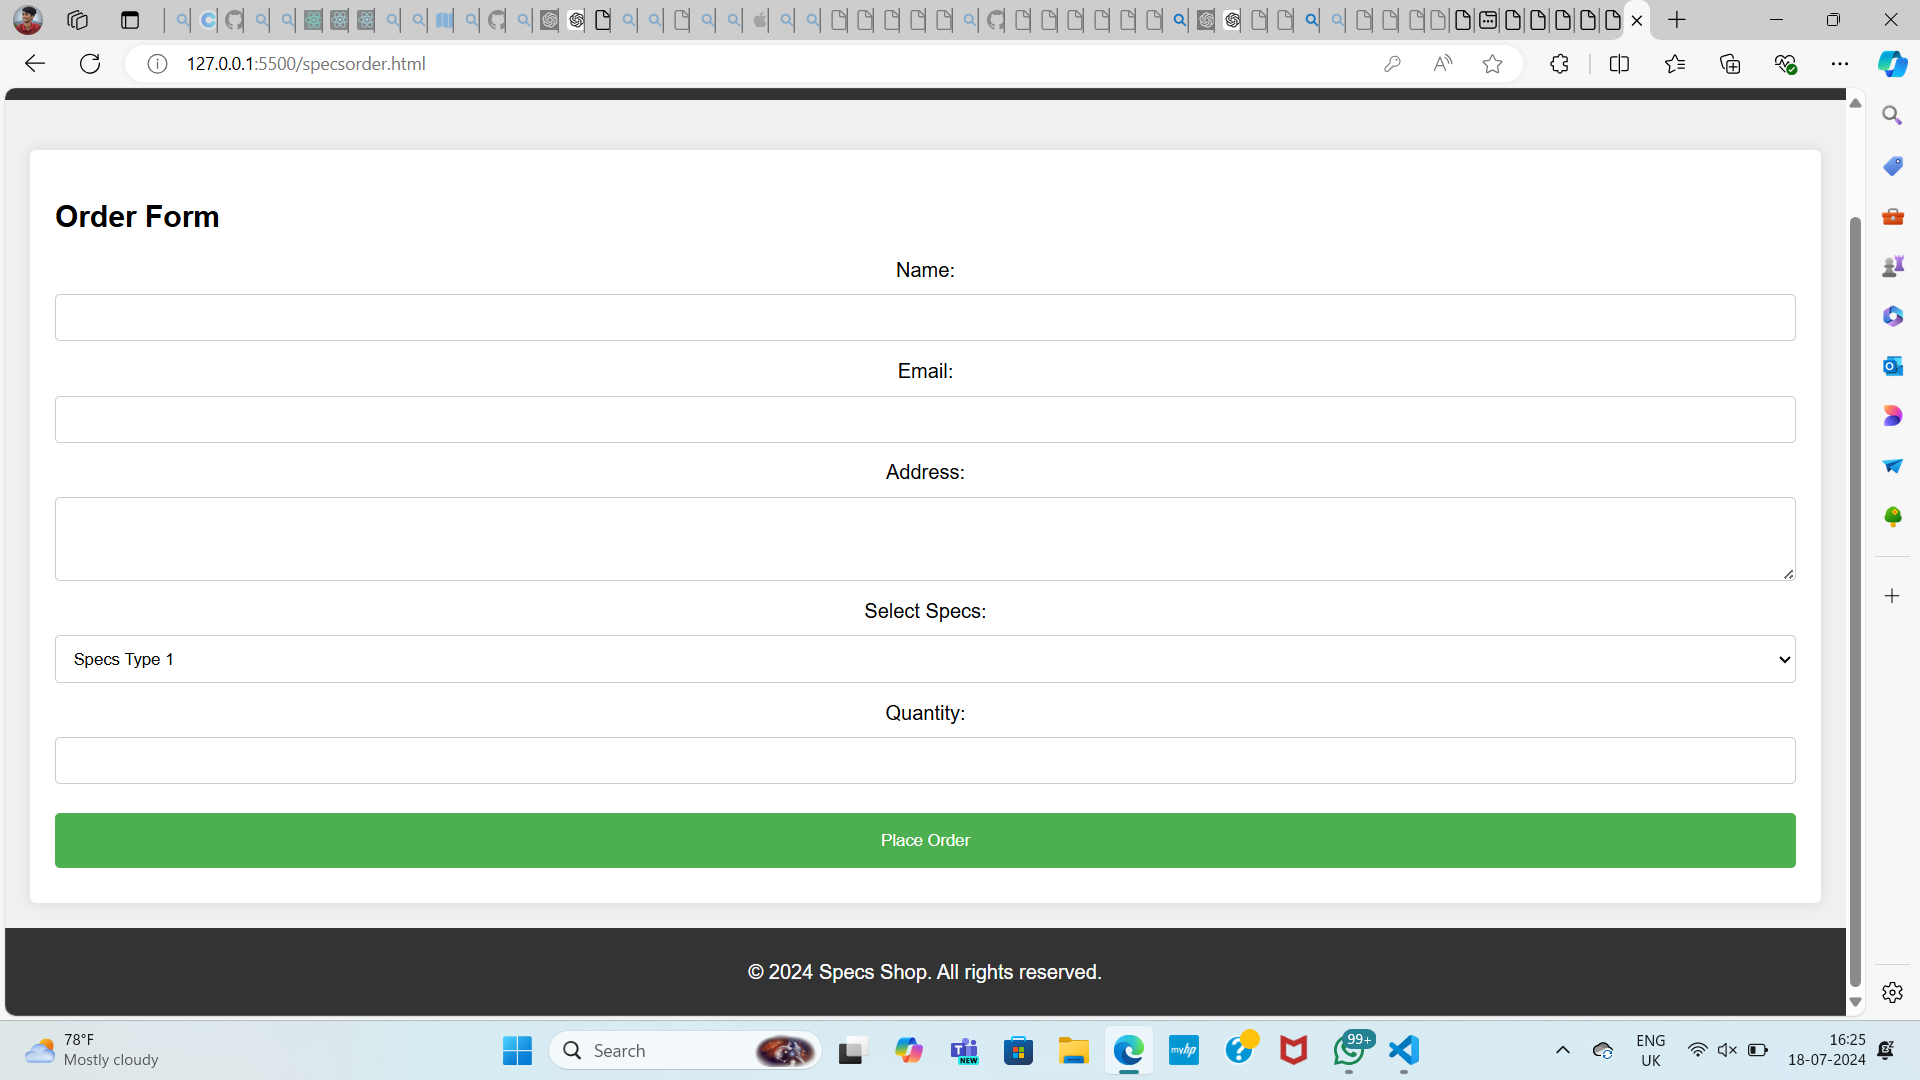 127.0.0.1:5500/specsorder.html
Order Form
Name:
Email:
Address:
Select Specs:
Specs Type 1
Quantity:
Place Order
© 2024 Specs Shop. All rights reserved.
78°F
Mostly cloudy
Search
NEW
myhp
99+
ENG
UK
16:25
18-07-2024